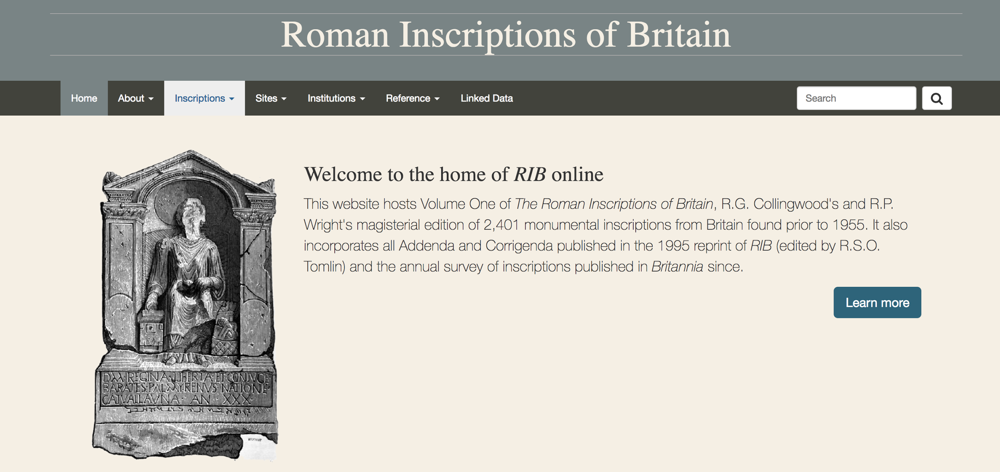 Roman Inscriptions of Britain
Home About Inscriptions Sites Institutions Reference Linked Data Search
Welcome to the home of RIB online
This website hosts Volume One of The Roman Inscriptions of Britain, R.G. Collingwood's and R.P.
Wright's magisterial edition of 2,401 monumental inscriptions from Britain found prior to 1955. It also
incorporates all Addenda and Corrigenda published in the 1995 reprint of RIB (edited by R.S.O.
Tomlin) and the annual survey of inscriptions published in Britannia since.
Learn more
DM·REGINA·LIBERTA·ET·CONIVGE·
BARATES·PALMYRENVS·NATIONE·
CATVALLAVNA·AN·XXX·